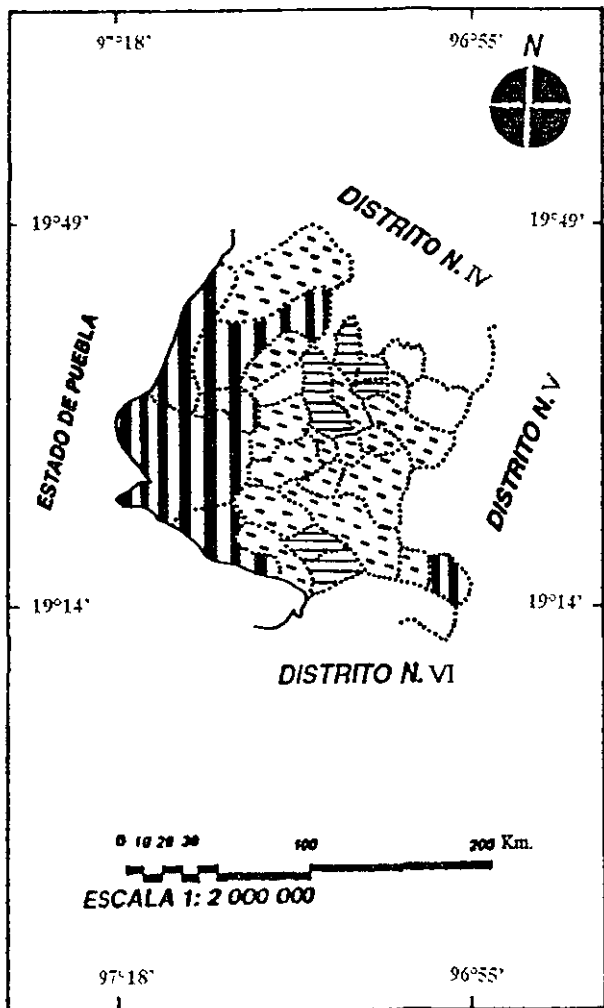 97°18' 96°55'
N
19°49' 19°49'
DISTRITO N. IV
ESTADO DE PUEBLA
DISTRITO N. V
19°14' 19°14'
DISTRITO N. VI
0 10 20 30 100 200 Km.
ESCALA 1: 2 000 000
97°18' 96°55'